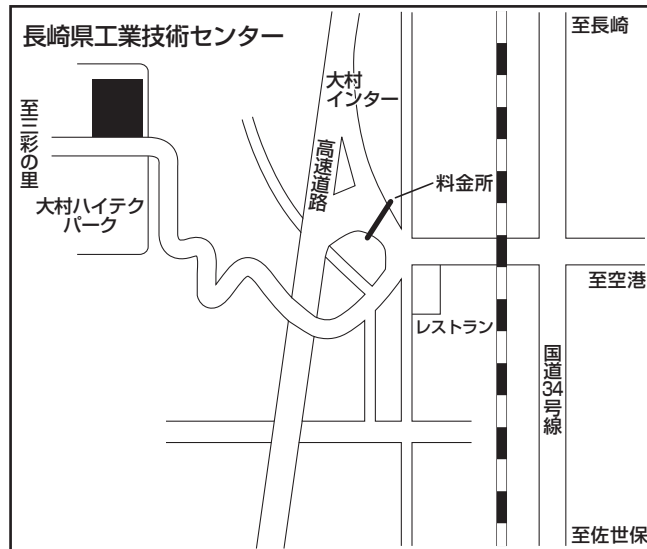 長崎県工業技術センター
至長崎
大村
インター
至三彩の里
高速道路
料金所
大村ハイテク
パーク
至空港
レストラン
国道34号線
至佐世保